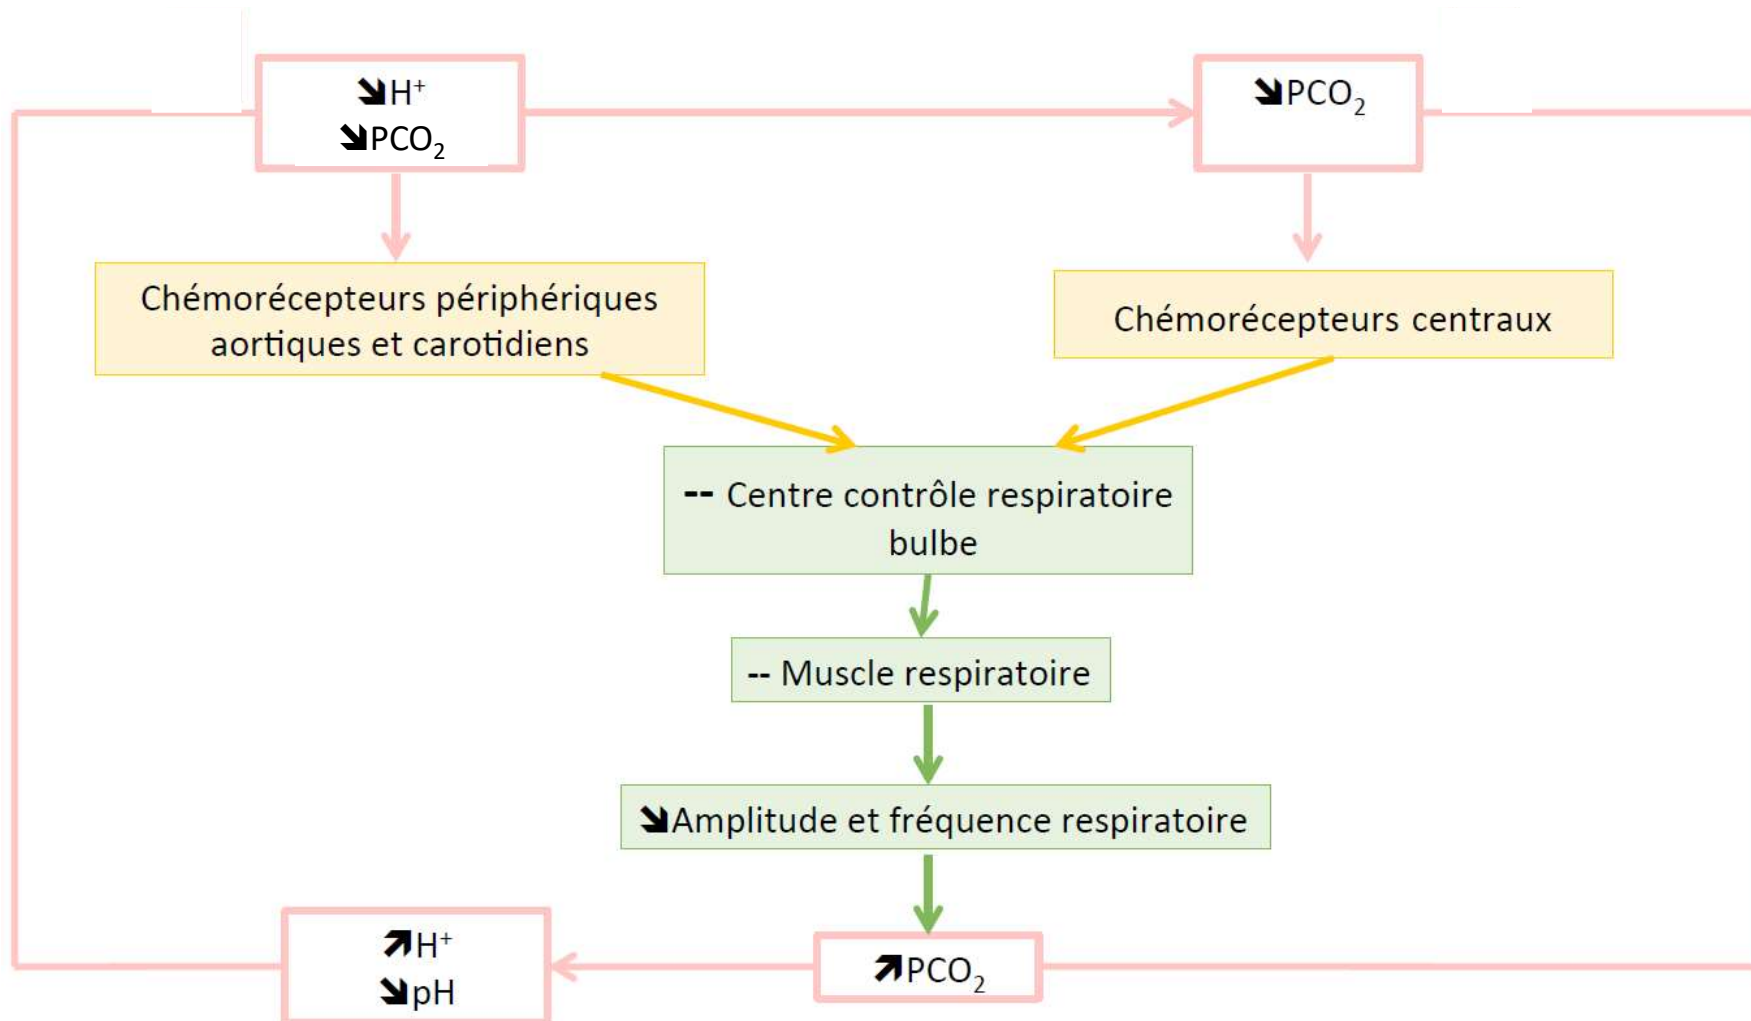 ⬊H⁺
⬊PCO₂
⬊PCO₂
Chémorécepteurs périphériques
aortiques et carotidiens
Chémorécepteurs centraux
-- Centre contrôle respiratoire
bulbe
-- Muscle respiratoire
⬊Amplitude et fréquence respiratoire
⬈H⁺
⬊pH
⬈PCO₂